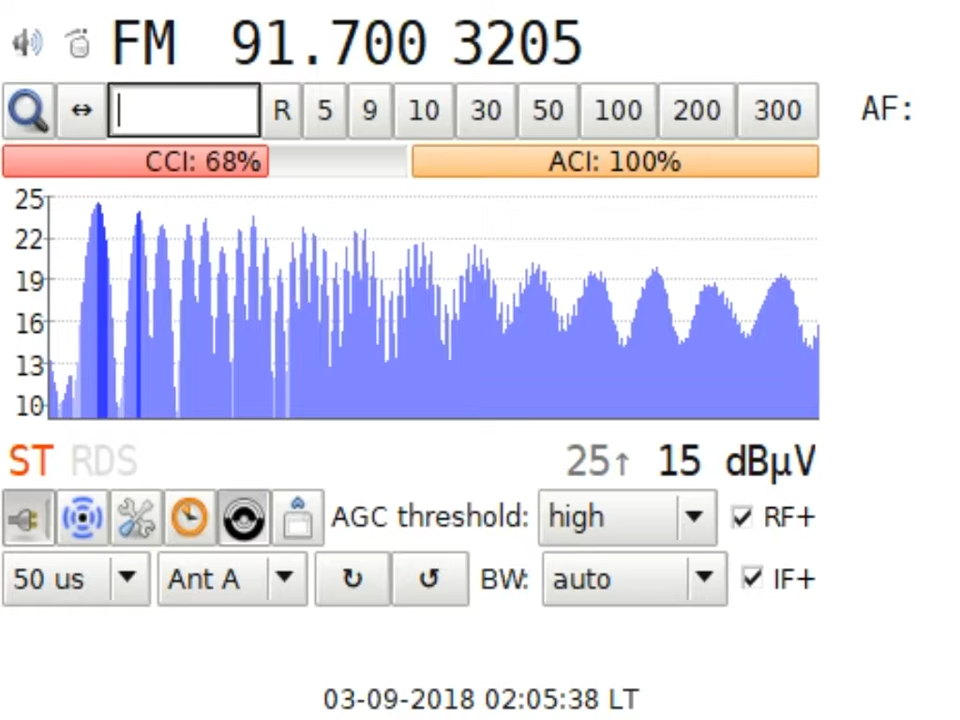 FM 91.700 3205
R 5 9 10 30 50 100 200 300 AF:
CCI: 68% ACI: 100%
25
22
19
16
13
10
ST RDS 25↑ 15 dBµV
AGC threshold: high RF+
50 us Ant A ↻ ↺ BW: auto IF+
03-09-2018 02:05:38 LT